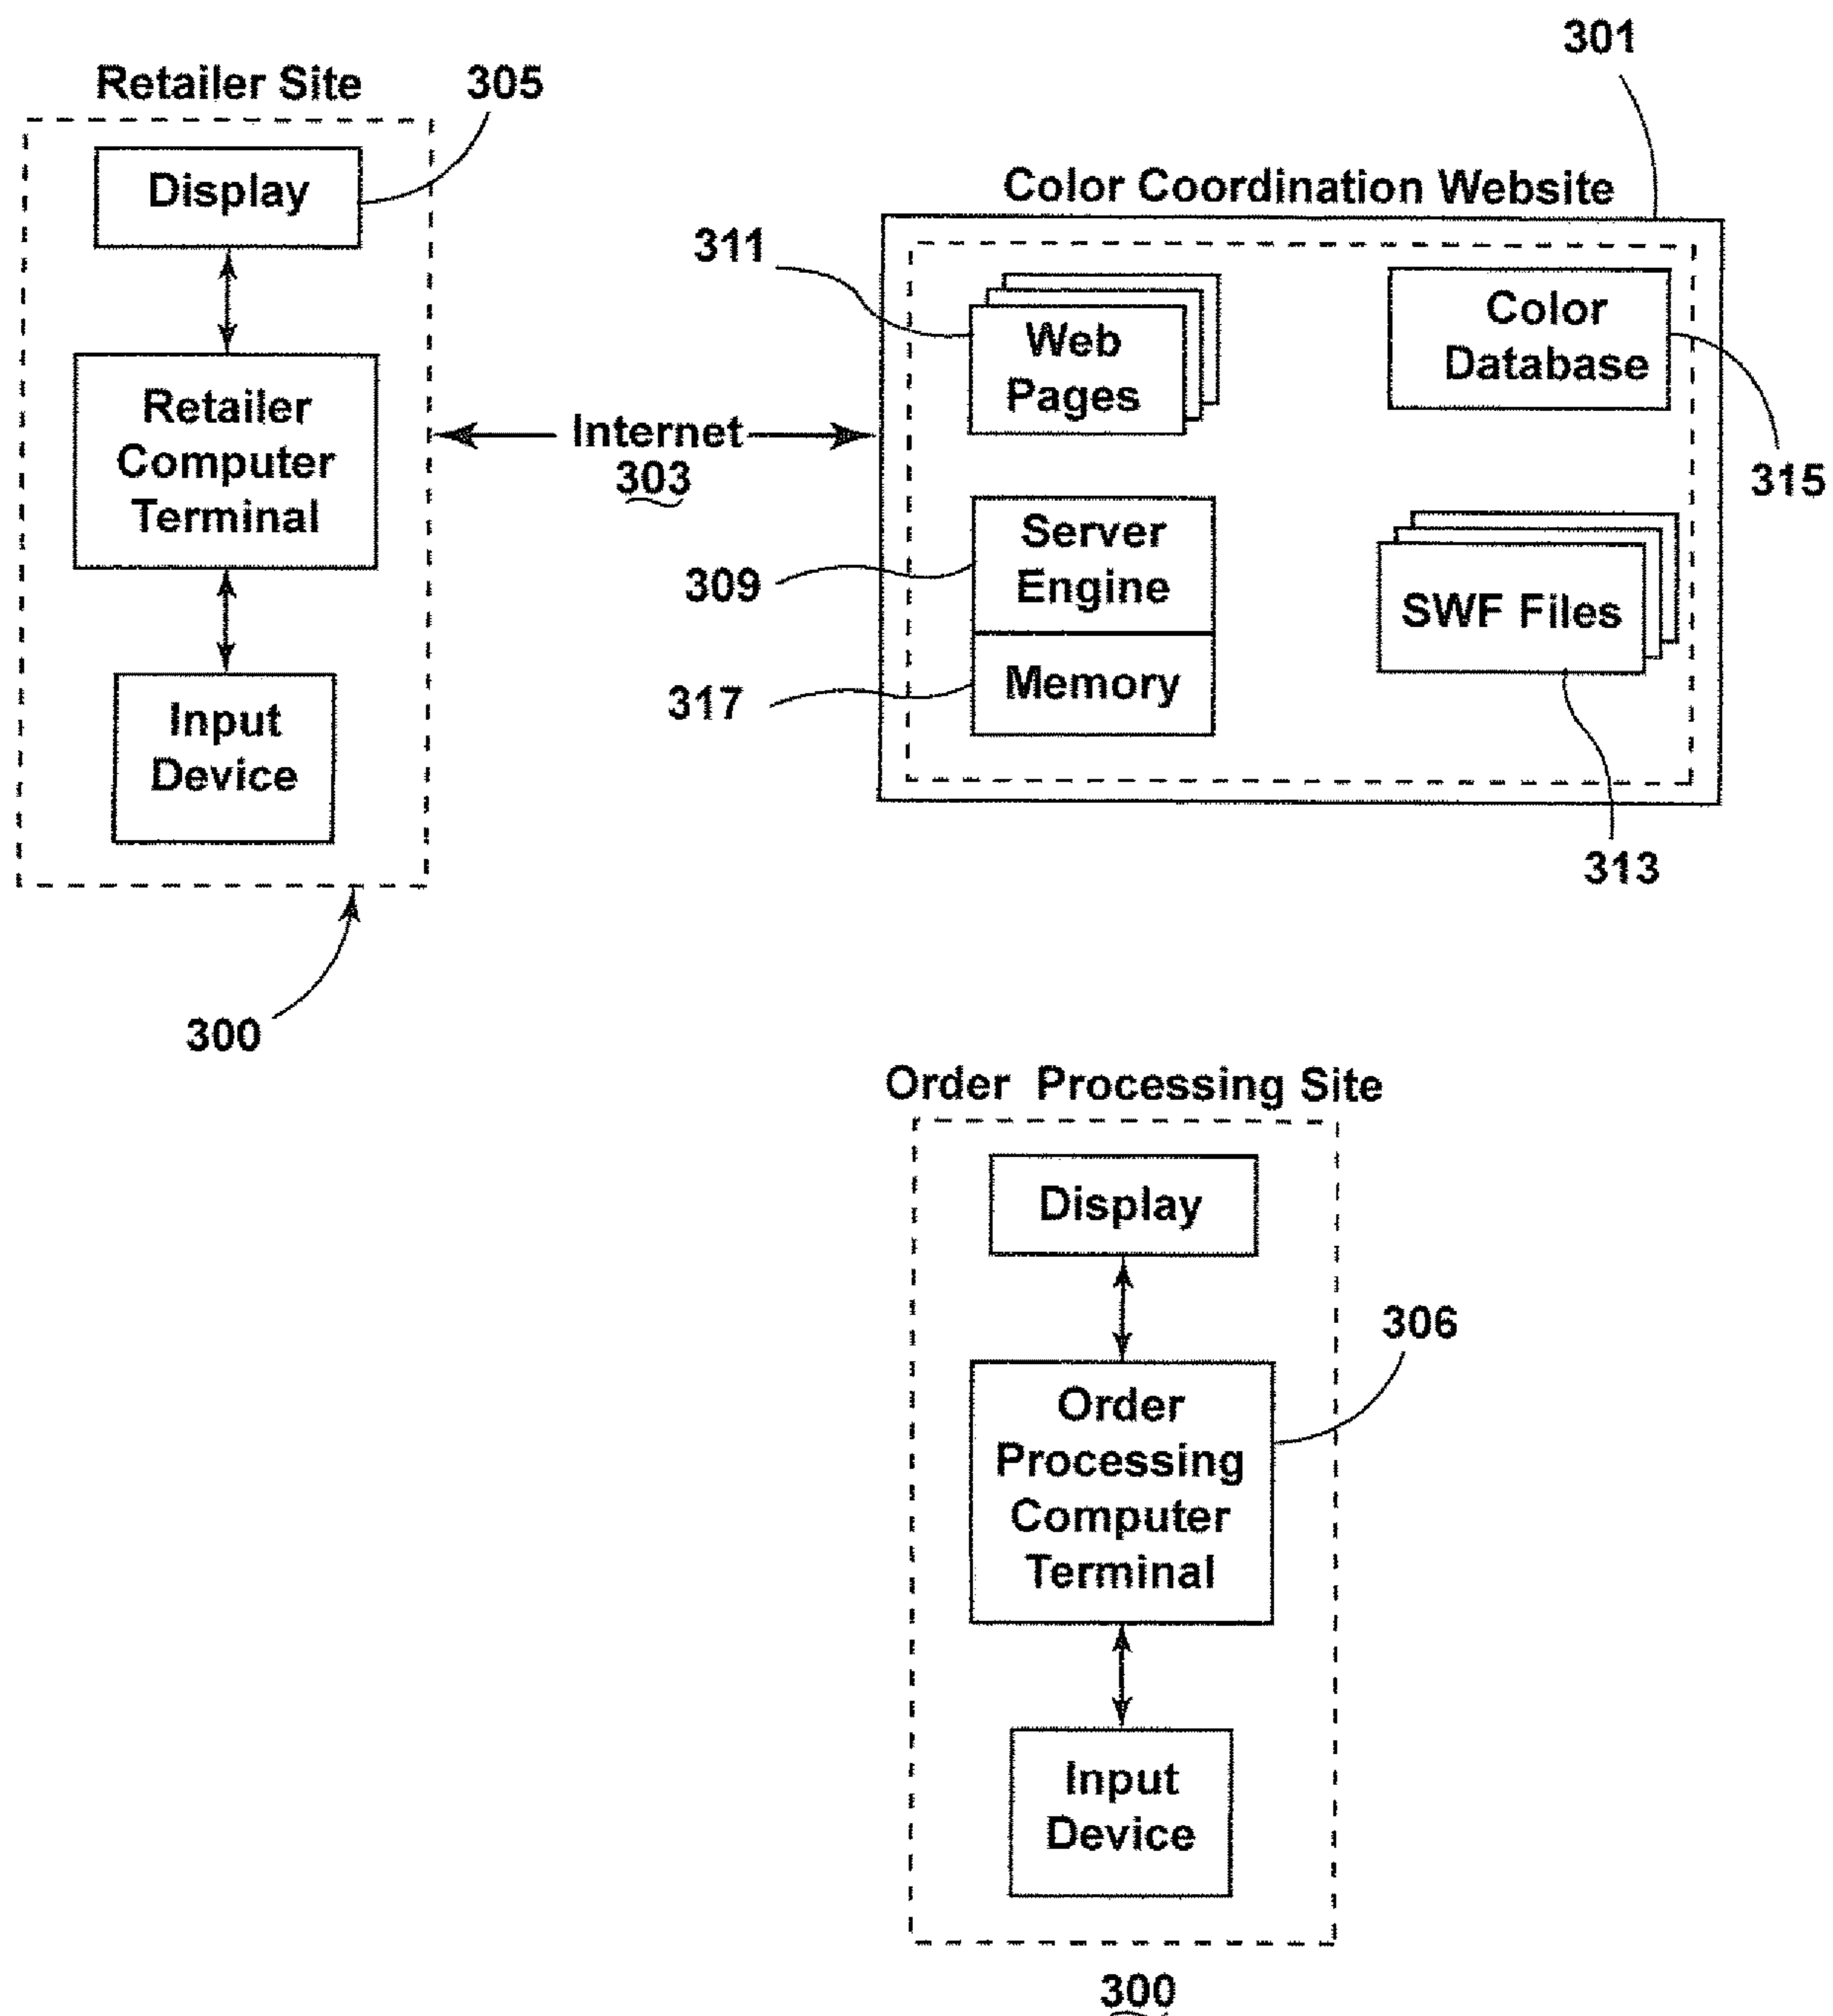 301
Retailer Site
305
Display
Color Coordination Website
311
Web
Pages
Color
Database
Retailer
Computer
Terminal
Internet
303
315
Server
Engine
309
SWF Files
Memory
317
Input
Device
313
300
Order Processing Site
Display
306
Order
Processing
Computer
Terminal
Input
Device
300